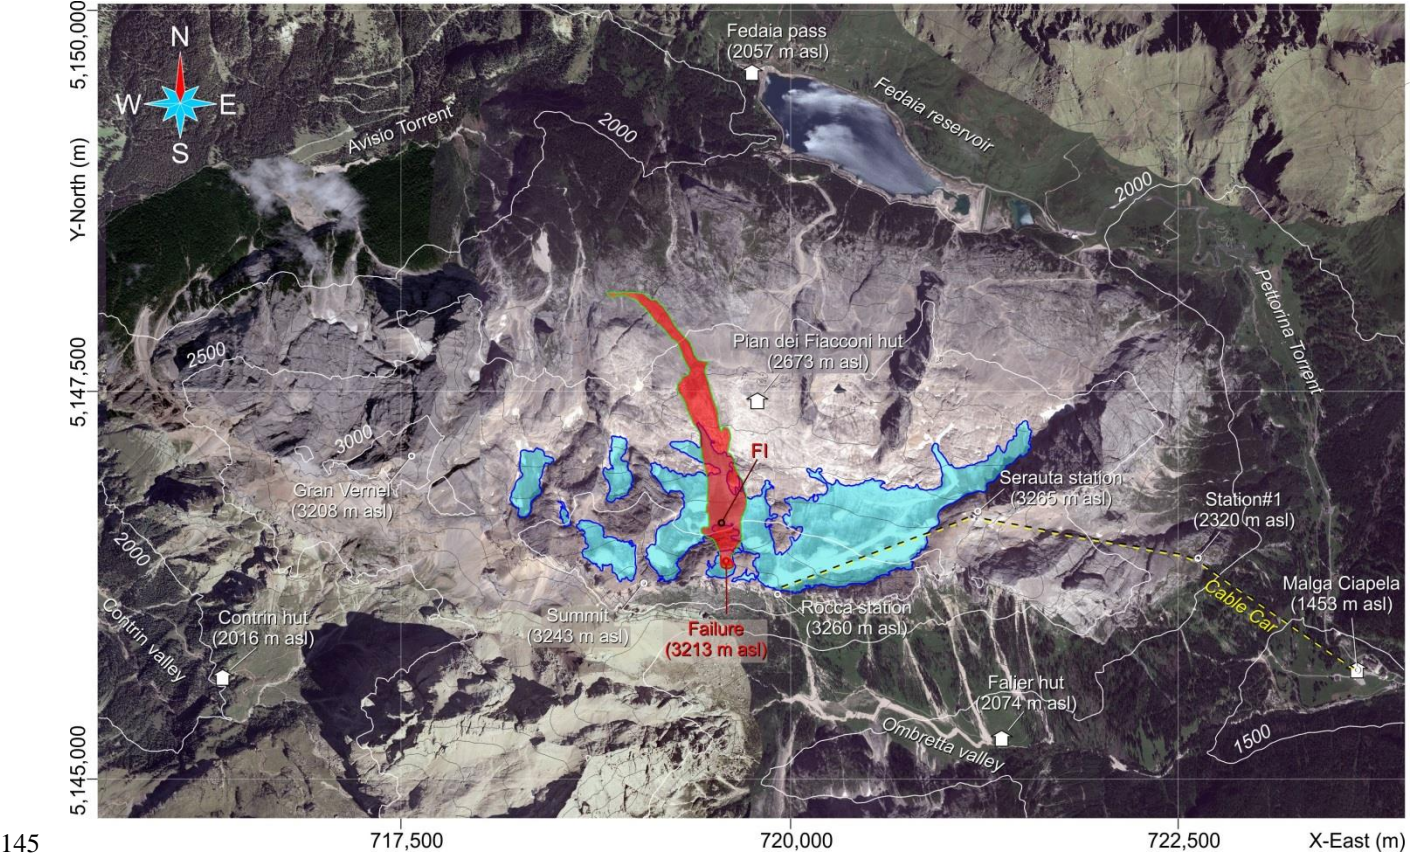 5,150,000
Fedaia pass
(2057 m asl)
N
W
E
S
Fedaia reservoir
Avisio Torrent
2000
2000
Y-North (m)
Pettorina Torrent
2500
Pian dei Fiacconi hut
(2673 m asl)
5,147,500
3000
FI
Gran Vernel
(3208 m asl)
Serauta station
(3265 m asl)
Station#1
(2320 m asl)
2000
Malga Ciapela
(1453 m asl)
Cable Car
Contrin valley
Contrin hut
(2016 m asl)
Summit
(3243 m asl)
Failure
(3213 m asl)
Rocca station
(3260 m asl)
Falier hut
(2074 m asl)
Ombretta valley
1500
5,145,000
145
717,500
720,000
722,500
X-East (m)